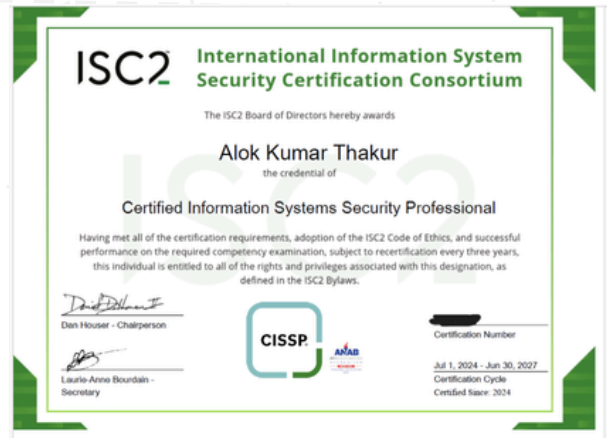 ISC2
International Information System
Security Certification Consortium
The ISC2 Board of Directors hereby awards
Alok Kumar Thakur
the credential of
Certified Information Systems Security Professional
Having met all of the certification requirements, adoption of the ISC2 Code of Ethics, and successful
performance on the required competency examination, subject to recertification every three years,
this individual is entitled to all of the rights and privileges associated with this designation, as
defined in the ISC2 Bylaws.
Dan Houser - Chairperson
Laurie-Anne Bourdain -
Secretary
CISSP
ANAB
Certification Number
Jul 1, 2024 - Jun 30, 2027
Certification Cycle
Certified Since: 2024